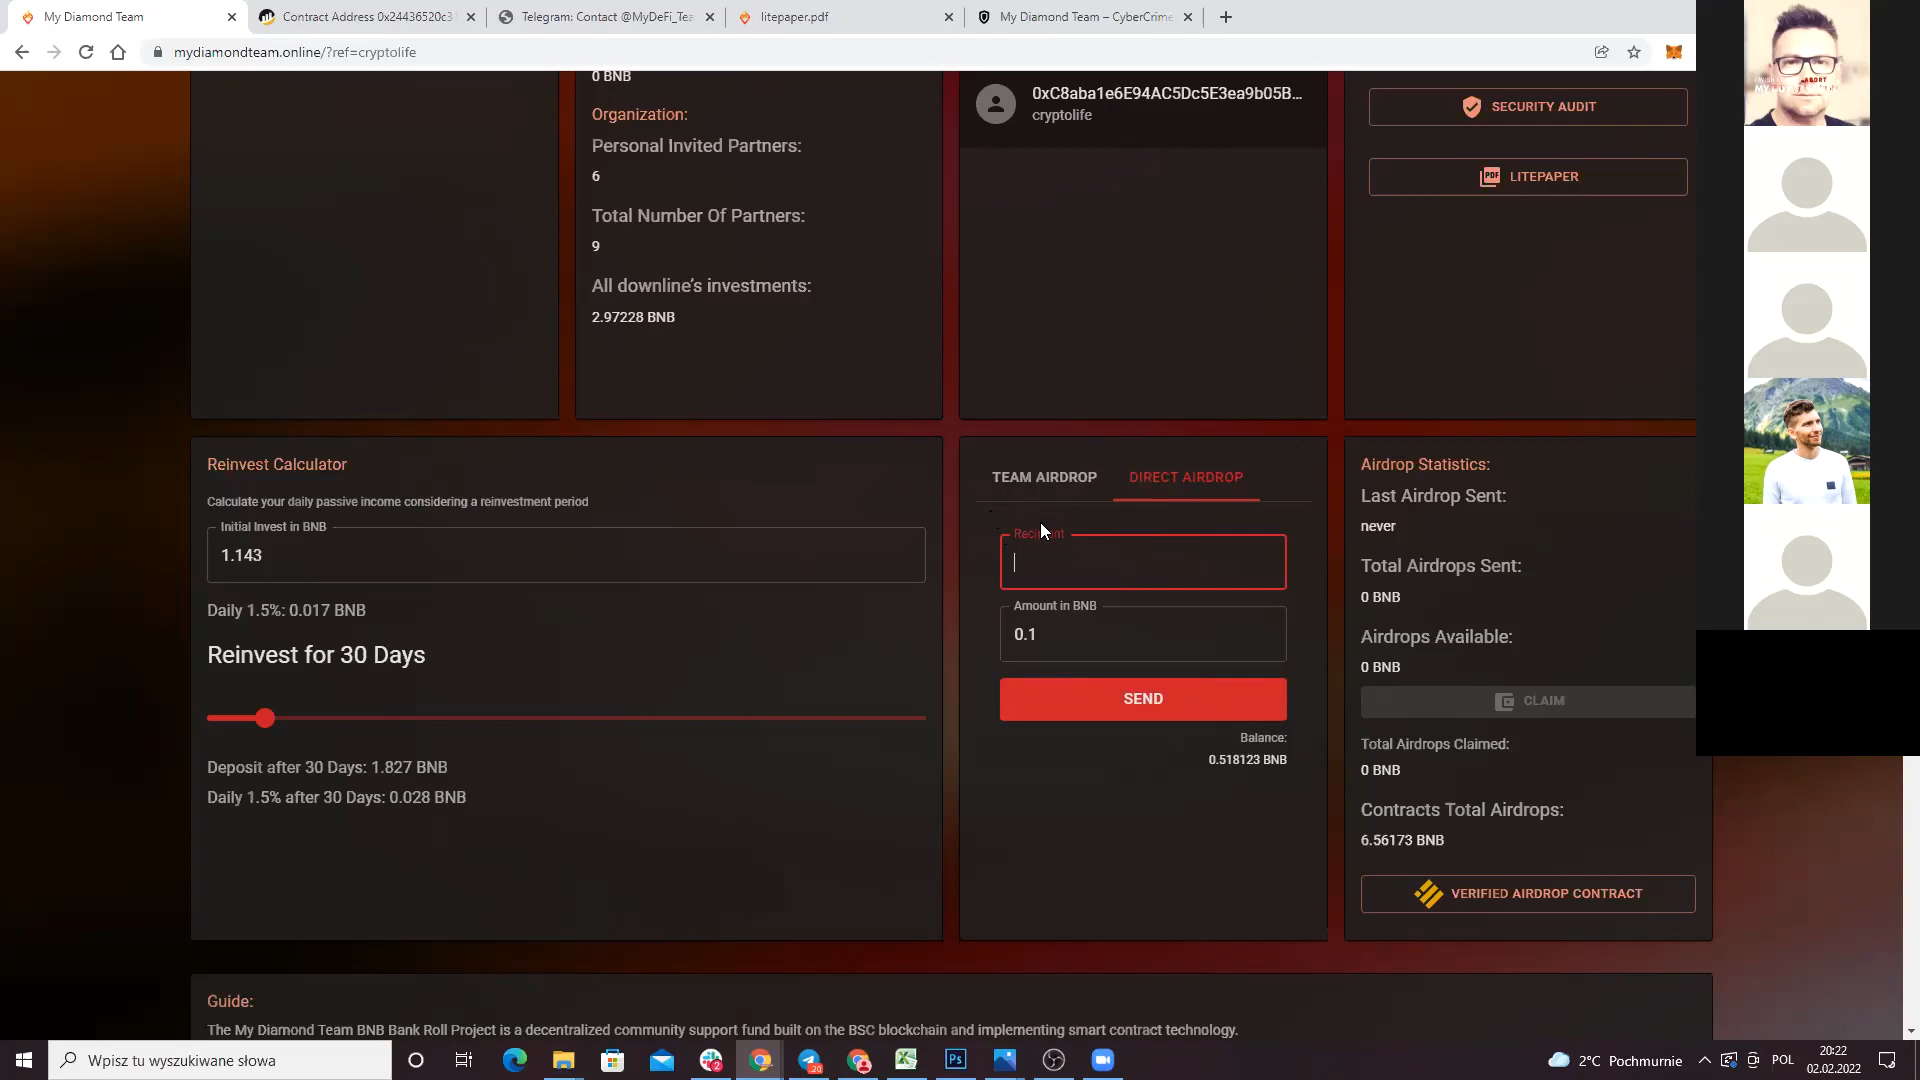 My Diamond Team
Contract Address 0x24436520c3
Telegram: Contact @MyDeFi_Tea
litepaper.pdf
My Diamond Team – CyberCrime
mydiamondteam.online/?ref=cryptolife
0 BNB
Organization:
Personal Invited Partners:
6
Total Number Of Partners:
9
All downline's investments:
2.97228 BNB
0xC8aba1e6E94AC5Dc5E3ea9b05B...
cryptolife
SECURITY AUDIT
PDF
LITEPAPER
Reinvest Calculator
Calculate your daily passive income considering a reinvestment period
Initial Invest in BNB
1.143
Daily 1.5%: 0.017 BNB
Reinvest for 30 Days
Deposit after 30 Days: 1.827 BNB
Daily 1.5% after 30 Days: 0.028 BNB
TEAM AIRDROP
DIRECT AIRDROP
Recipient
Amount in BNB
0.1
SEND
Balance:
0.518123 BNB
Airdrop Statistics:
Last Airdrop Sent:
never
Total Airdrops Sent:
0 BNB
Airdrops Available:
0 BNB
CLAIM
Total Airdrops Claimed:
0 BNB
Contracts Total Airdrops:
6.56173 BNB
VERIFIED AIRDROP CONTRACT
Guide:
The My Diamond Team BNB Bank Roll Project is a decentralized community support fund built on the BSC blockchain and implementing smart contract technology.
Wpisz tu wyszukiwane słowa
2
20
Ps
2°C Pochmurnie
POL
20:22
02.02.2022